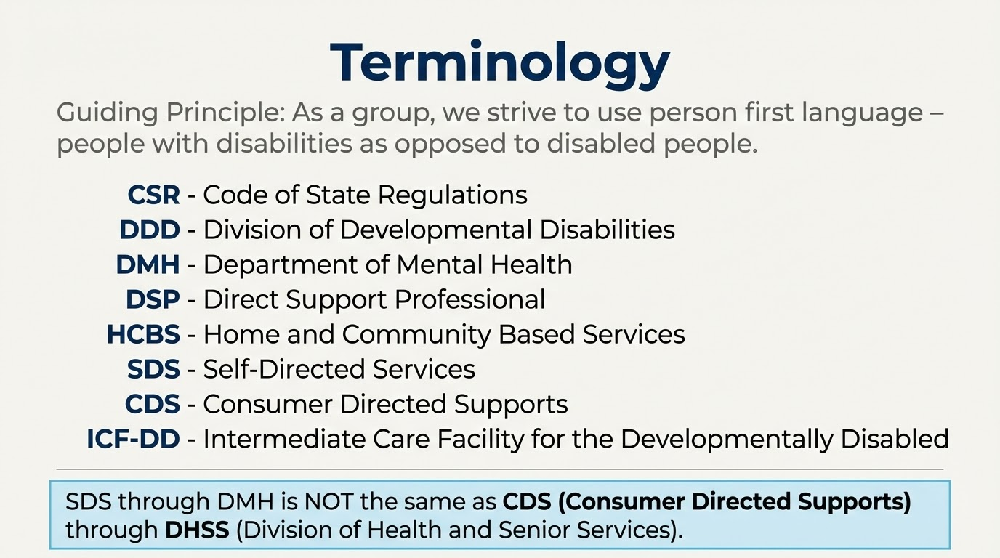 Terminology
Guiding Principle: As a group, we strive to use person first language –
people with disabilities as opposed to disabled people.
CSR - Code of State Regulations
DDD - Division of Developmental Disabilities
DMH - Department of Mental Health
DSP - Direct Support Professional
HCBS - Home and Community Based Services
SDS - Self-Directed Services
CDS - Consumer Directed Supports
ICF-DD - Intermediate Care Facility for the Developmentally Disabled
SDS through DMH is NOT the same as CDS (Consumer Directed Supports)
through DHSS (Division of Health and Senior Services).